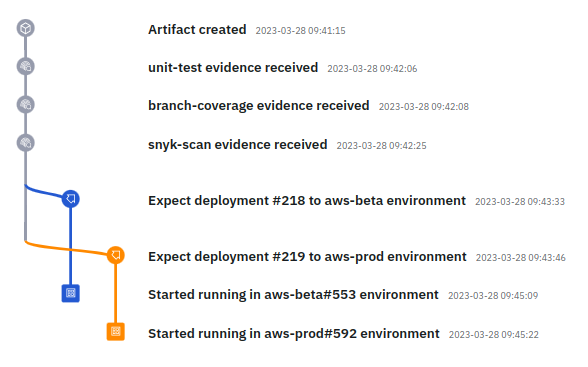 Artifact created 2023-03-28 09:41:15
unit-test evidence received 2023-03-28 09:42:06
branch-coverage evidence received 2023-03-28 09:42:08
snyk-scan evidence received 2023-03-28 09:42:25
Expect deployment #218 to aws-beta environment 2023-03-28 09:43:33
Expect deployment #219 to aws-prod environment 2023-03-28 09:43:46
Started running in aws-beta#553 environment 2023-03-28 09:45:09
Started running in aws-prod#592 environment 2023-03-28 09:45:22